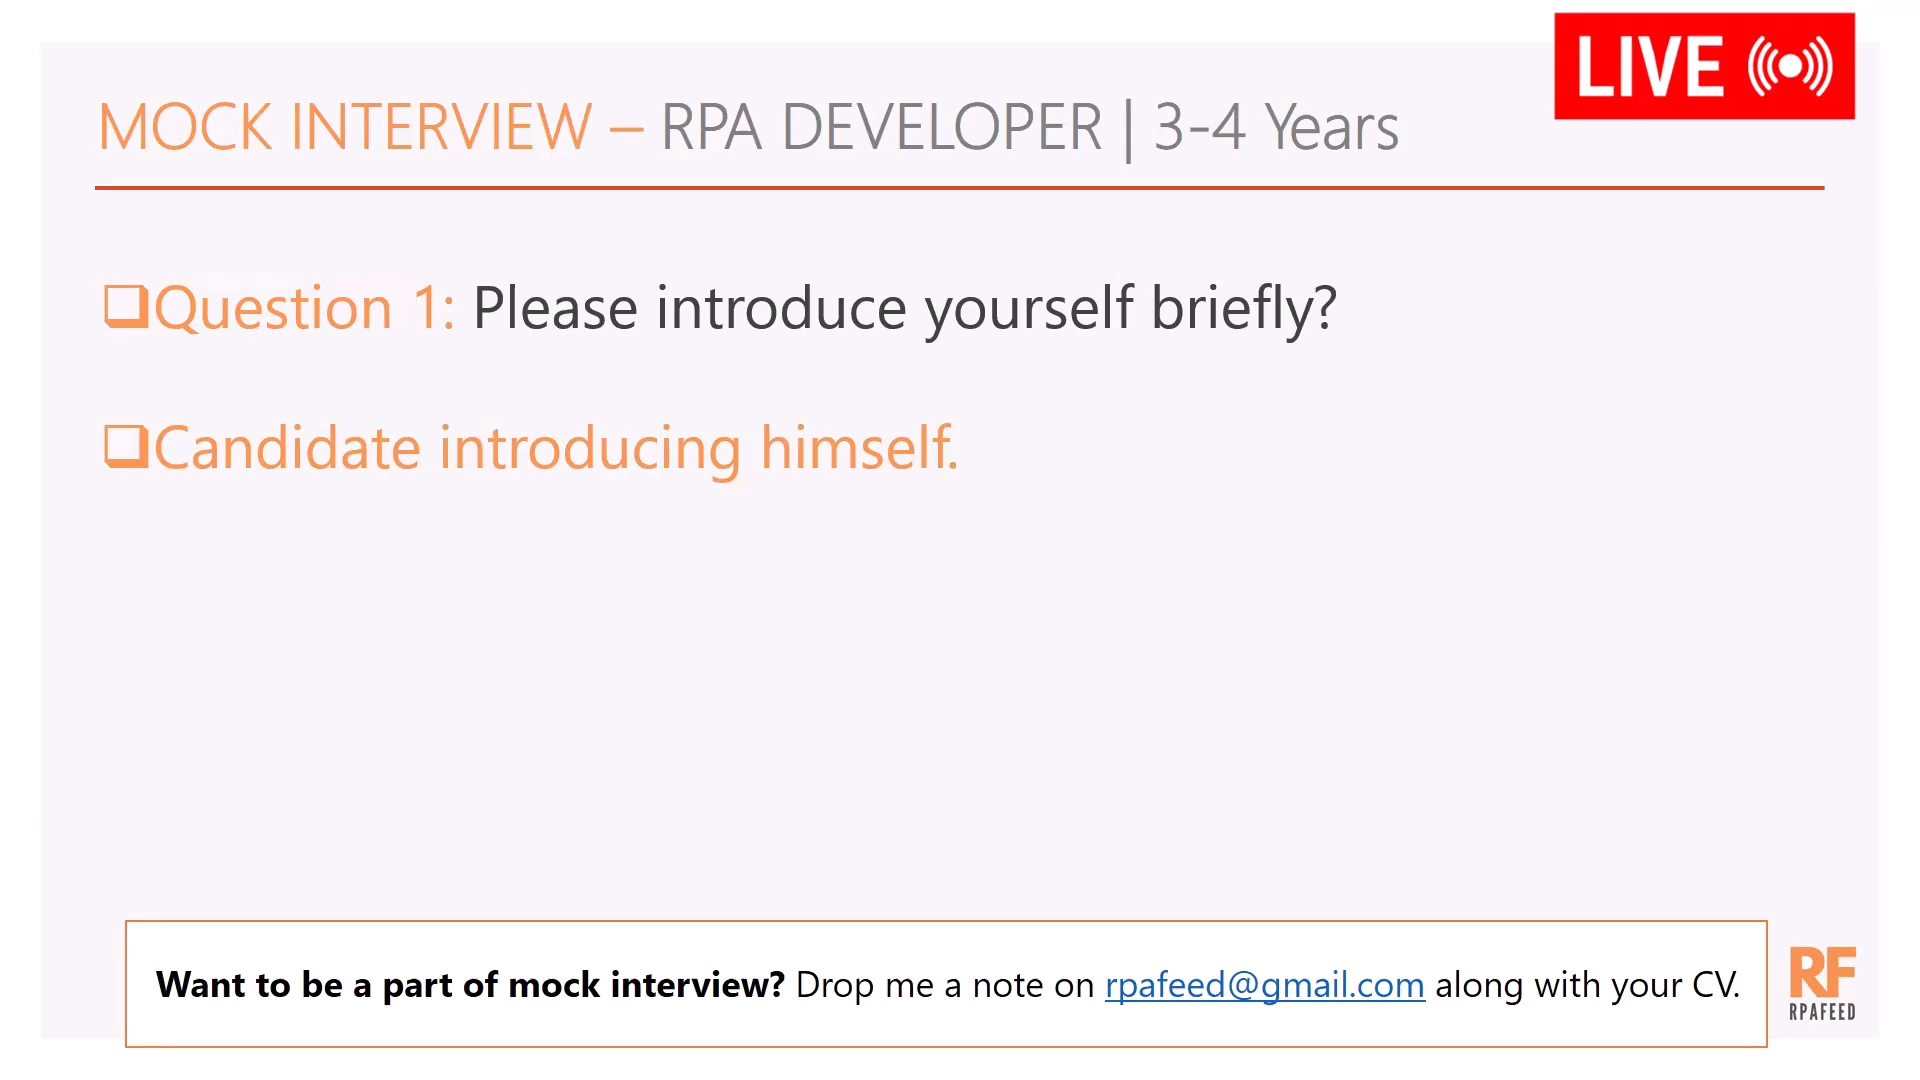 LIVE
MOCK INTERVIEW – RPA DEVELOPER | 3-4 Years
Question 1: Please introduce yourself briefly?
Candidate introducing himself.
Want to be a part of mock interview? Drop me a note on rpafeed@gmail.com along with your CV.
RF
RPAFEED